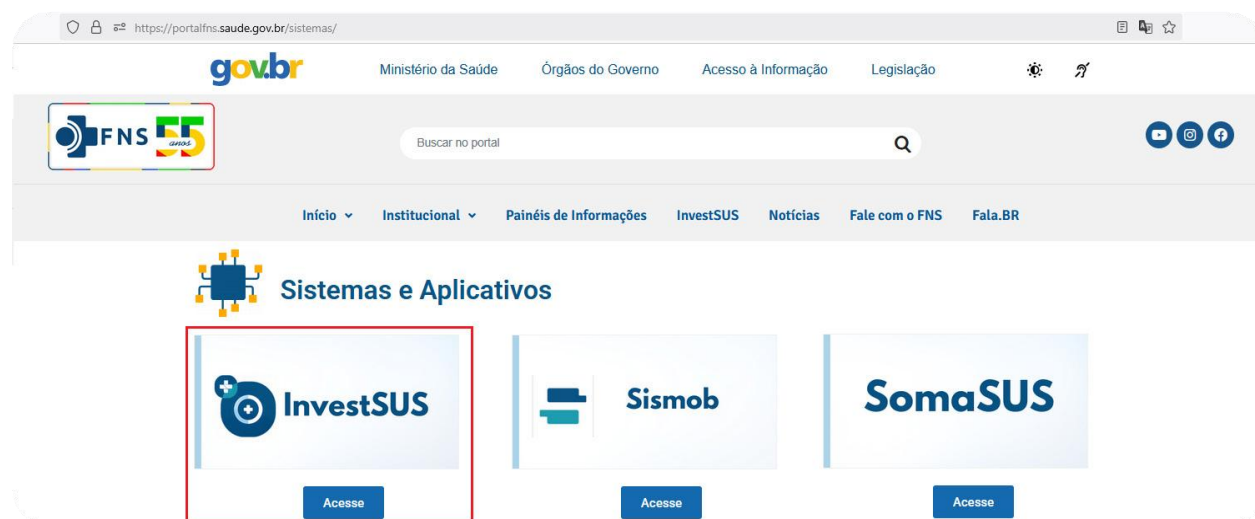 https://portalfns.saude.gov.br/sistemas/
gov.br Ministério da Saúde Órgãos do Governo Acesso à Informação Legislação
FNS 55 anos
Buscar no portal
Início Institucional Painéis de Informações InvestSUS Notícias Fale com o FNS Fala.BR
Sistemas e Aplicativos
InvestSUS Sismob SomaSUS
Acesse Acesse Acesse